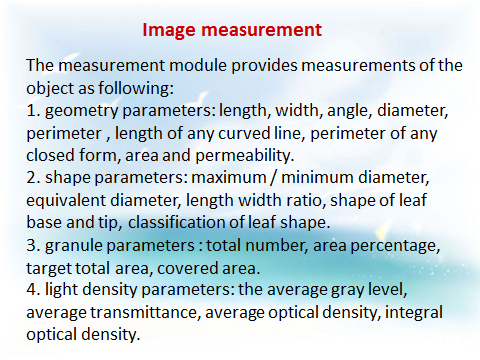 Image measurement
The measurement module provides measurements of the
object as following:
1. geometry parameters: length, width, angle, diameter,
perimeter , length of any curved line, perimeter of any
closed form, area and permeability.
2. shape parameters: maximum / minimum diameter,
equivalent diameter, length width ratio, shape of leaf
base and tip, classification of leaf shape.
3. granule parameters : total number, area percentage,
target total area, covered area.
4. light density parameters: the average gray level,
average transmittance, average optical density, integral
optical density.